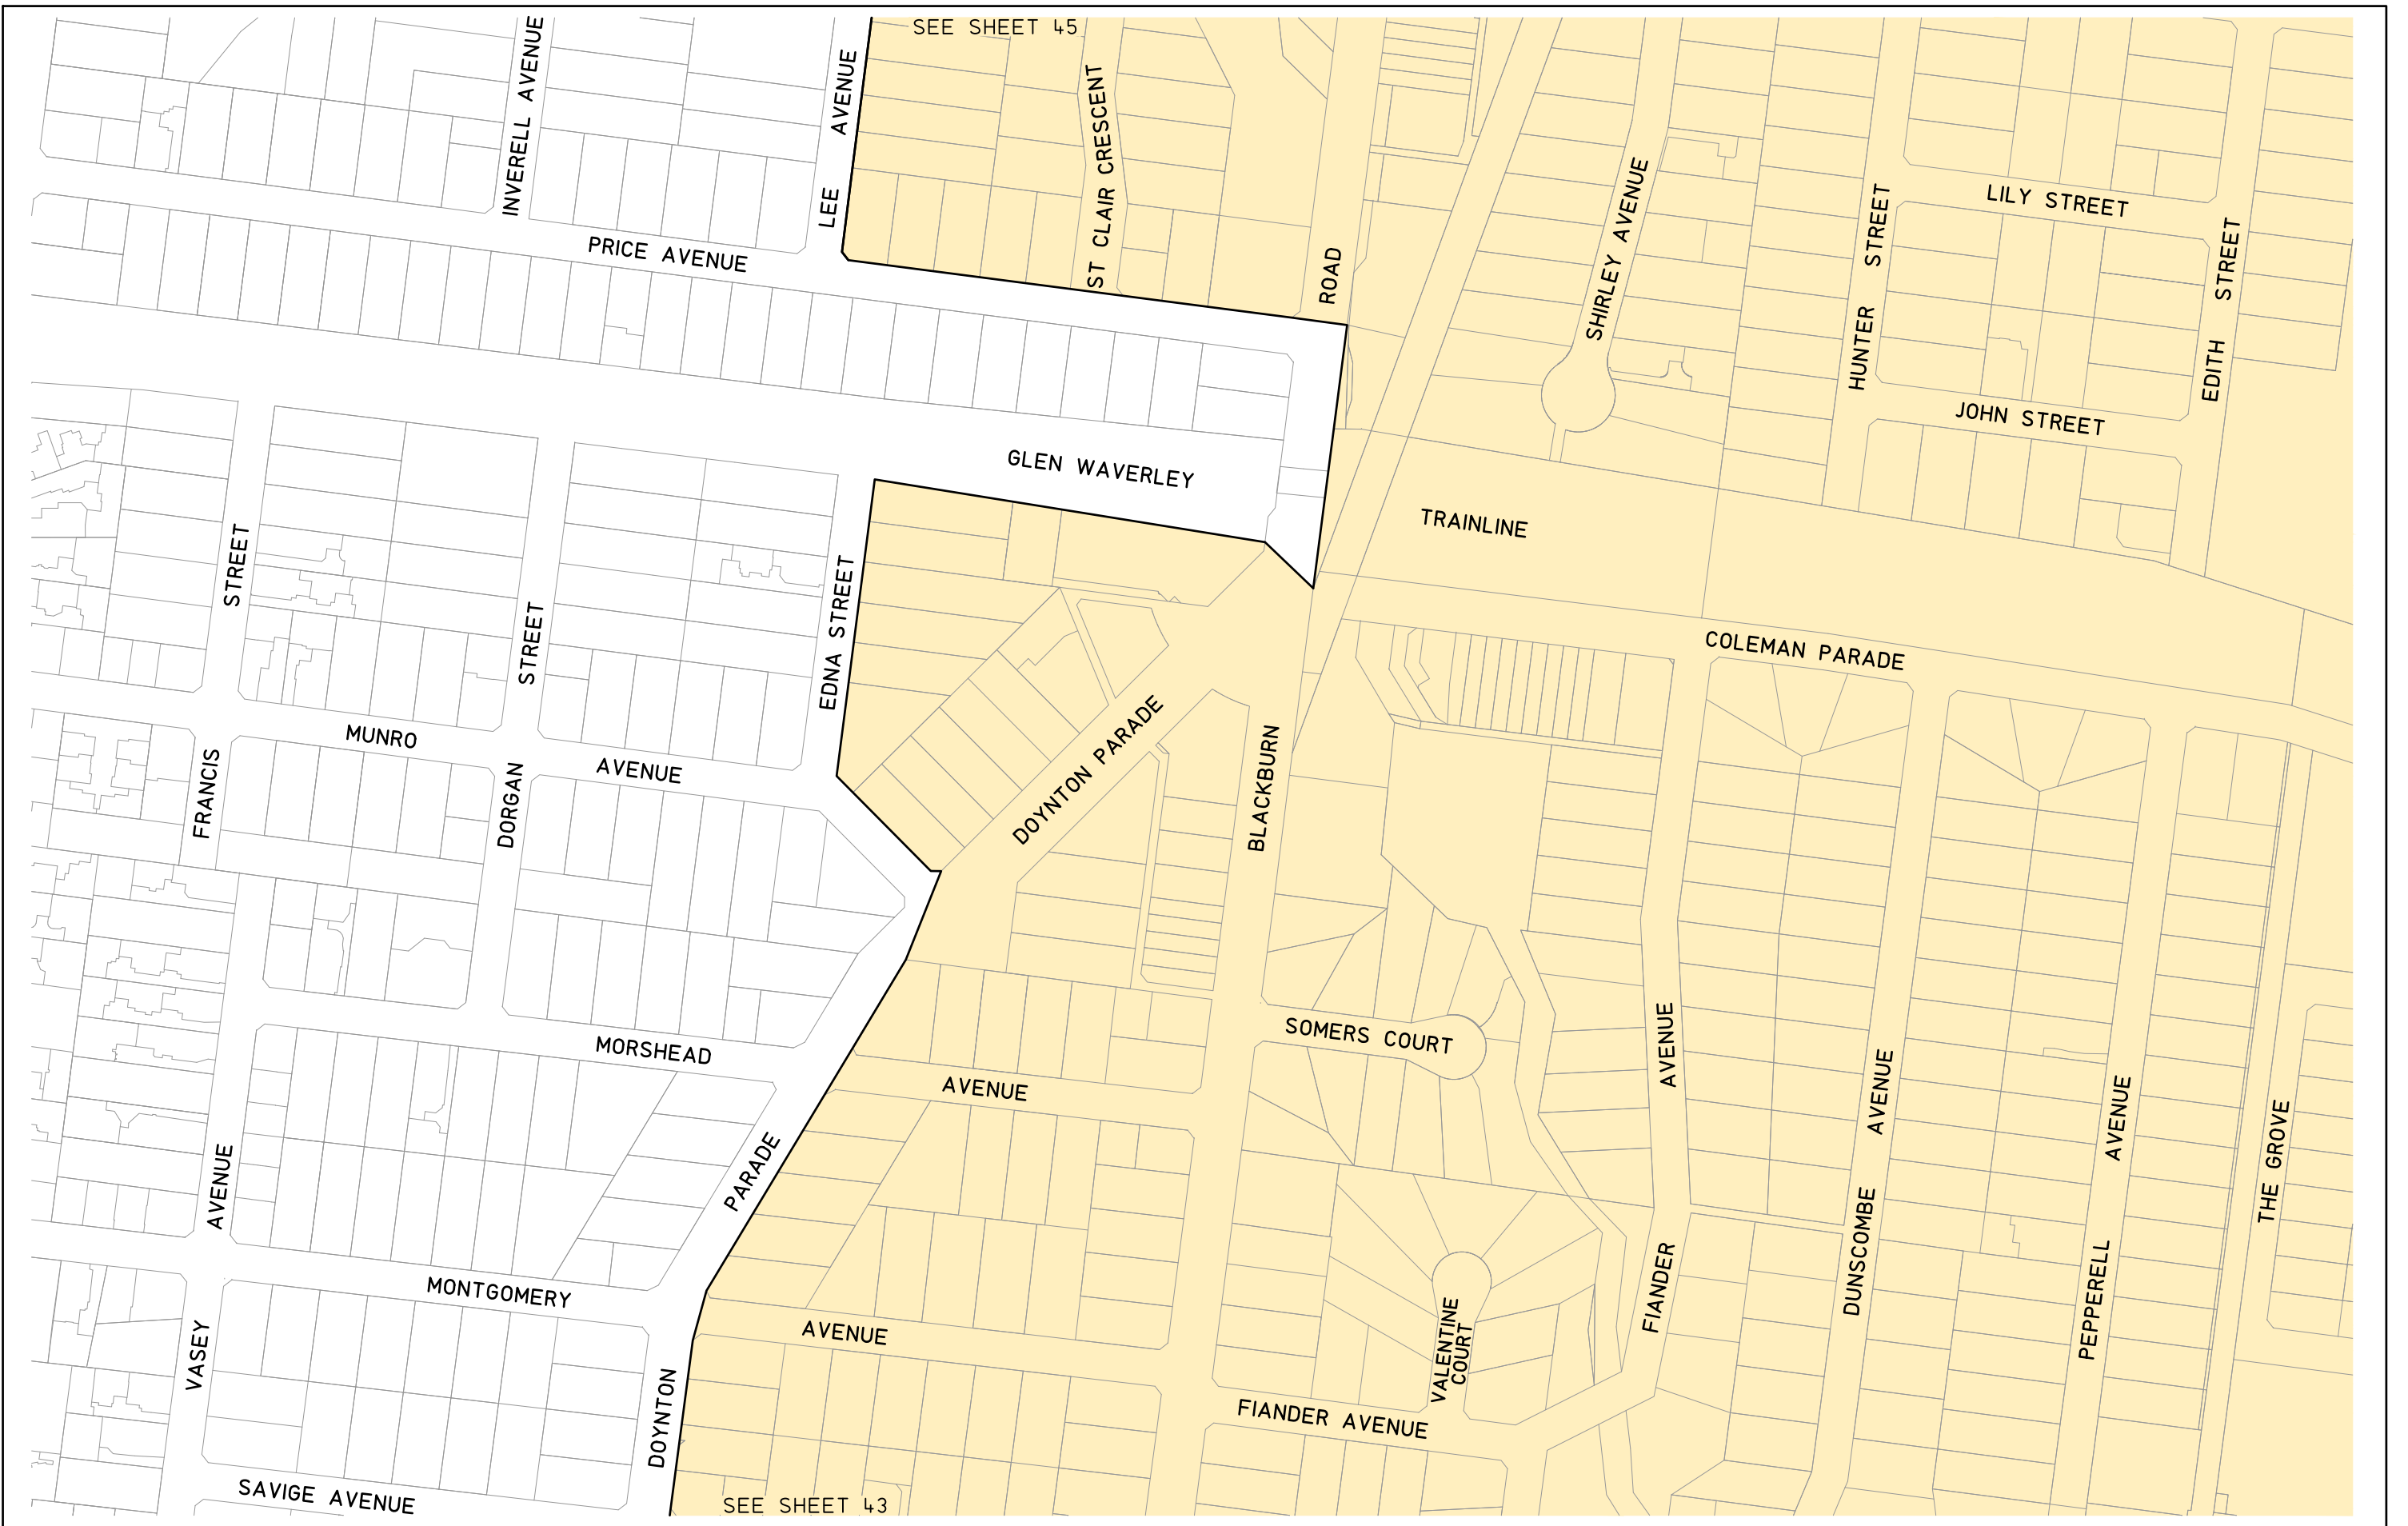 SEE SHEET 45
INVERELL AVENUE
LEE AVENUE
ST CLAIR CRESCENT
PRICE AVENUE
ROAD
SHIRLEY AVENUE
HUNTER STREET
LILY STREET
EDITH STREET
JOHN STREET
GLEN WAVERLEY
TRAINLINE
STREET
STREET
EDNA STREET
COLEMAN PARADE
MUNRO
AVENUE
FRANCIS
DORGAN
DOYNTON PARADE
BLACKBURN
SOMERS COURT
AVENUE
MORSHEAD
AVENUE
AVENUE
AVENUE
THE GROVE
AVENUE
PARADE
DUNSCOMBE
PEPPERELL
FIANDER
MONTGOMERY
AVENUE
VALENTINE
COURT
VASEY
DOYNTON
FIANDER AVENUE
SAVIGE AVENUE
SEE SHEET 43